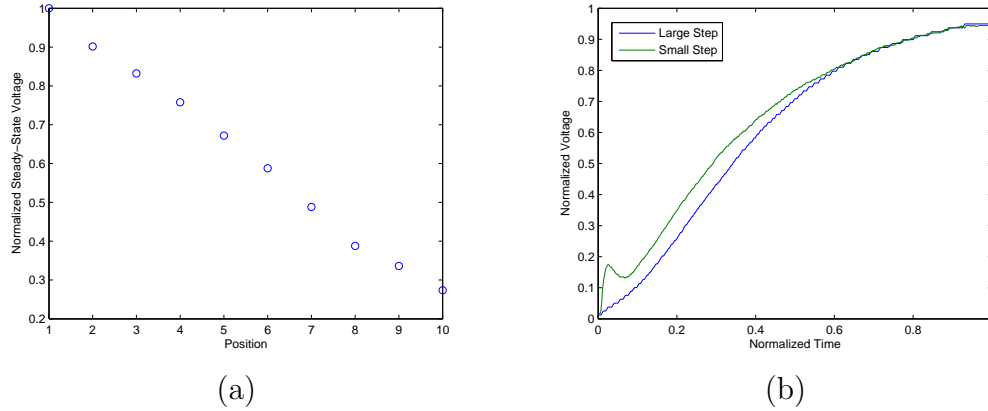 1
0.9
0.8
0.7
0.6
0.5
0.4
0.3
0.2
1 2 3 4 5 6 7 8 9 10
Normalized Steady−State Voltage
Position
(a)
1
0.9
0.8
0.7
0.6
0.5
0.4
0.3
0.2
0.1
0
0 0.2 0.4 0.6 0.8
Normalized Voltage
Normalized Time
Large Step
Small Step
(b)